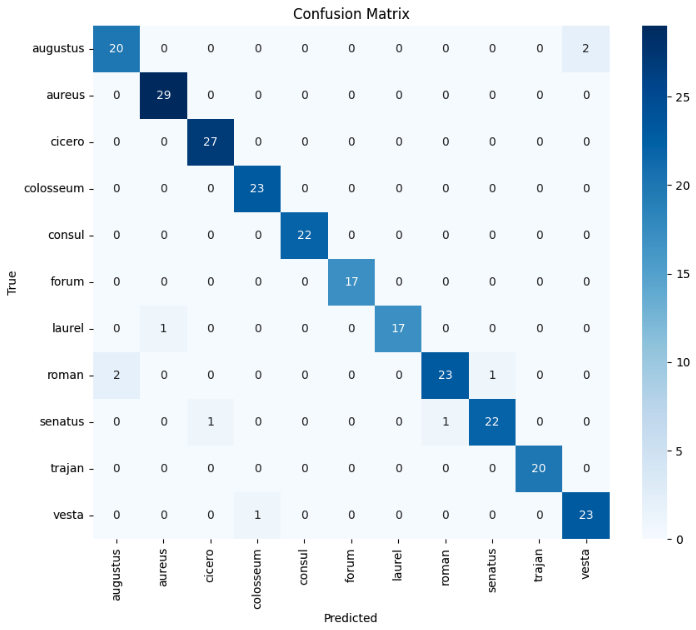 Confusion Matrix
augustus 20 0 0 0 0 0 0 0 0 0 2
aureus 0 29 0 0 0 0 0 0 0 0 0
cicero 0 0 27 0 0 0 0 0 0 0 0
colosseum 0 0 0 23 0 0 0 0 0 0 0
consul 0 0 0 0 22 0 0 0 0 0 0
forum 0 0 0 0 0 17 0 0 0 0 0
laurel 0 1 0 0 0 0 17 0 0 0 0
roman 2 0 0 0 0 0 0 23 1 0 0
senatus 0 0 1 0 0 0 0 1 22 0 0
trajan 0 0 0 0 0 0 0 0 0 20 0
vesta 0 0 0 1 0 0 0 0 0 0 23
True
augustus aureus cicero colosseum consul forum laurel roman senatus trajan vesta
Predicted
25
20
15
10
5
0